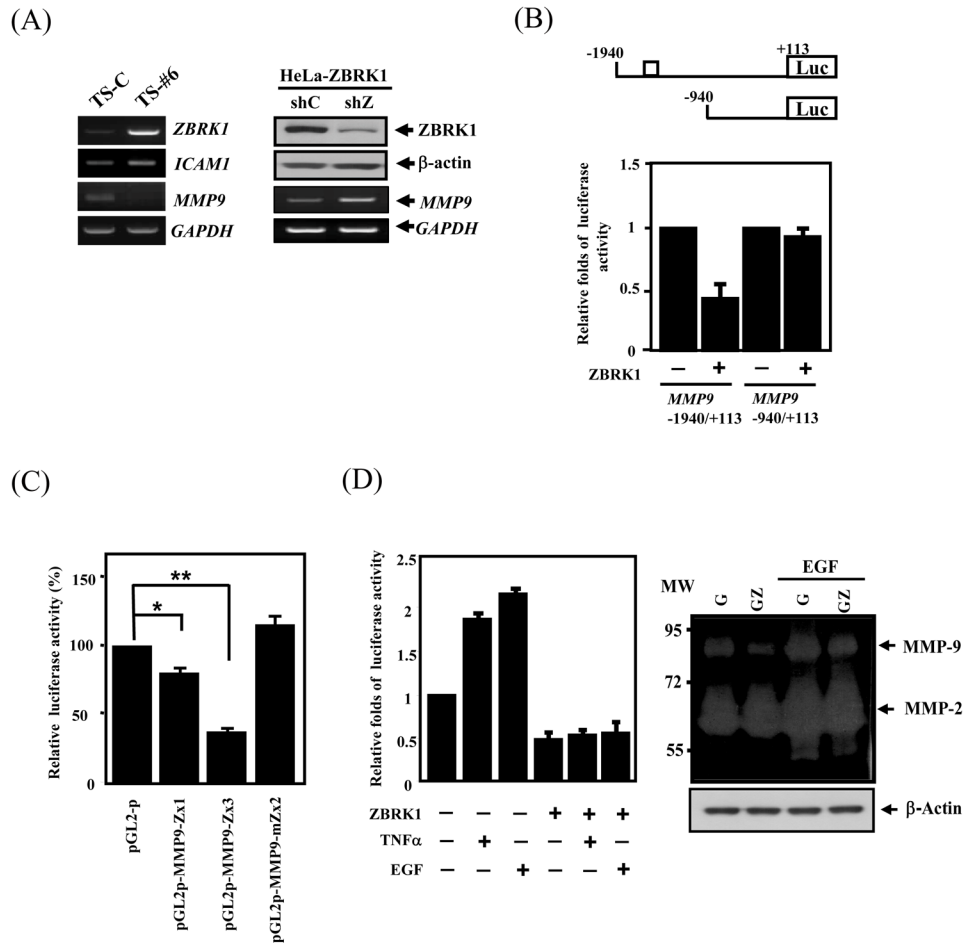 (A)
TS-C TS-#6
ZBRK1
ICAM1
MMP9
GAPDH
HeLa-ZBRK1
shC shZ
ZBRK1
β-actin
MMP9
GAPDH
(B)
-1940 +113
Luc
-940
Luc
Relative folds of luciferase activity
1.5
1
0.5
0
ZBRK1 – + – +
MMP9 MMP9
-1940/+113 -940/+113
(C)
Relative luciferase activity (%)
150
100
50
0
**
*
pGL2-p
pGL2p-MMP9-Zx1
pGL2p-MMP9-Zx3
pGL2p-MMP9-mZx2
(D)
Relative folds of luciferase activity
2.5
2
1.5
1
0.5
0
ZBRK1 – – – + + +
TNFα – + – – + –
EGF – – + – – +
EGF
MW G GZ G GZ
95
72
55
MMP-9
MMP-2
β-Actin